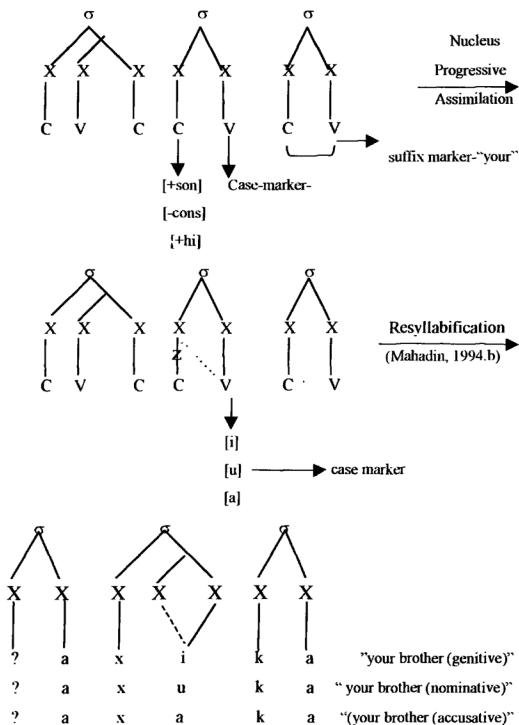 σ σ σ
Nucleus
X X X X X X X Progressive
Assimilation
C V C C V C V
suffix marker-"your"
[+son] Case-marker-
[-cons]
[+hi]
σ σ σ
X X X X X X X Resyllabification
(Mahadin, 1994.b)
Z
C V C C V C V
[i]
[u] case marker
[a]
σ σ σ
X X X X X X X
? a x i k a "your brother (genitive)"
? a x u k a " your brother (nominative)"
? a x a k a "(your brother (accusative)"